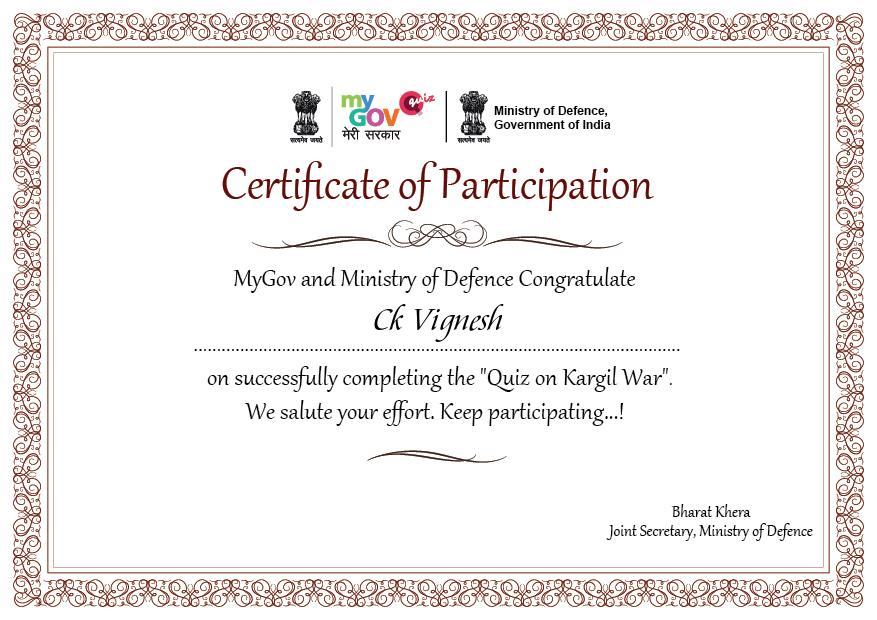 सत्यमेव जयते
my
GOV
quiz
मेरी सरकार
सत्यमेव जयते
Ministry of Defence,
Government of India
Certificate of Participation
MyGov and Ministry of Defence Congratulate
Ck Vignesh
on successfully completing the "Quiz on Kargil War".
We salute your effort. Keep participating...!
Bharat Khera
Joint Secretary, Ministry of Defence